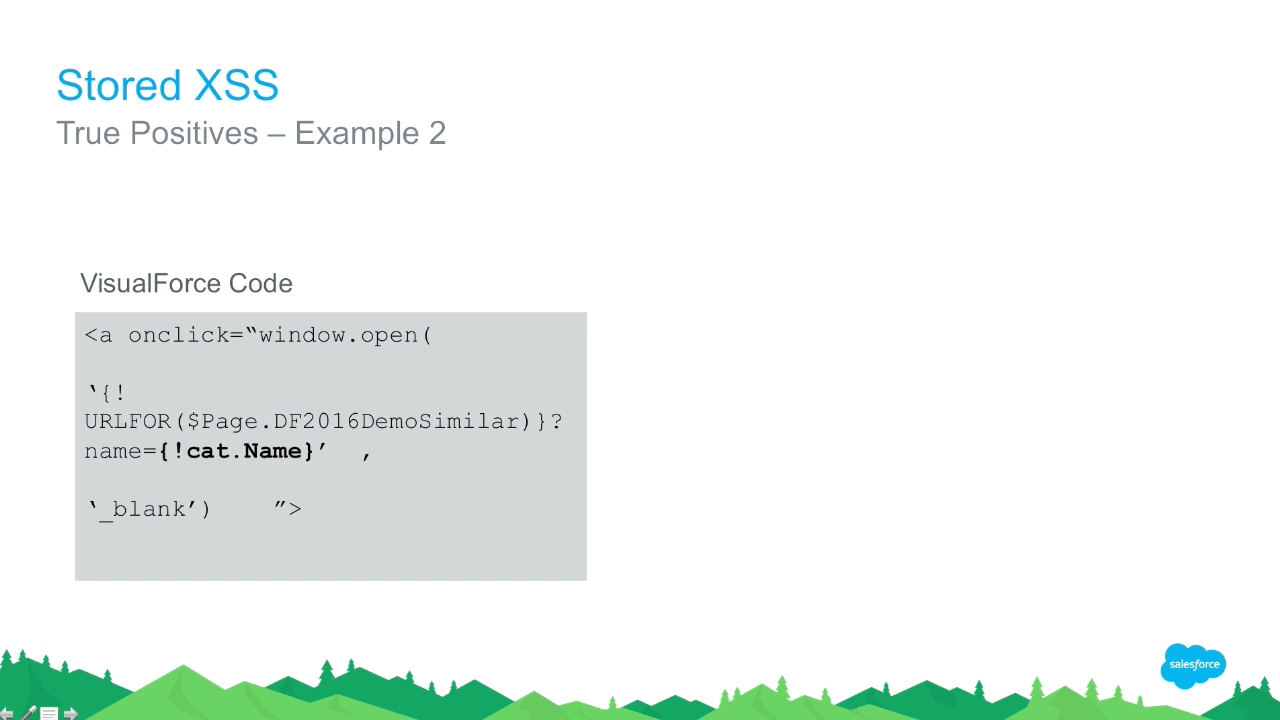 Stored XSS
True Positives – Example 2
VisualForce Code
<a onclick=“window.open(
‘{!
URLFOR($Page.DF2016DemoSimilar)}?
name={!cat.Name}’ ,
‘_blank’) ”>
salesforce